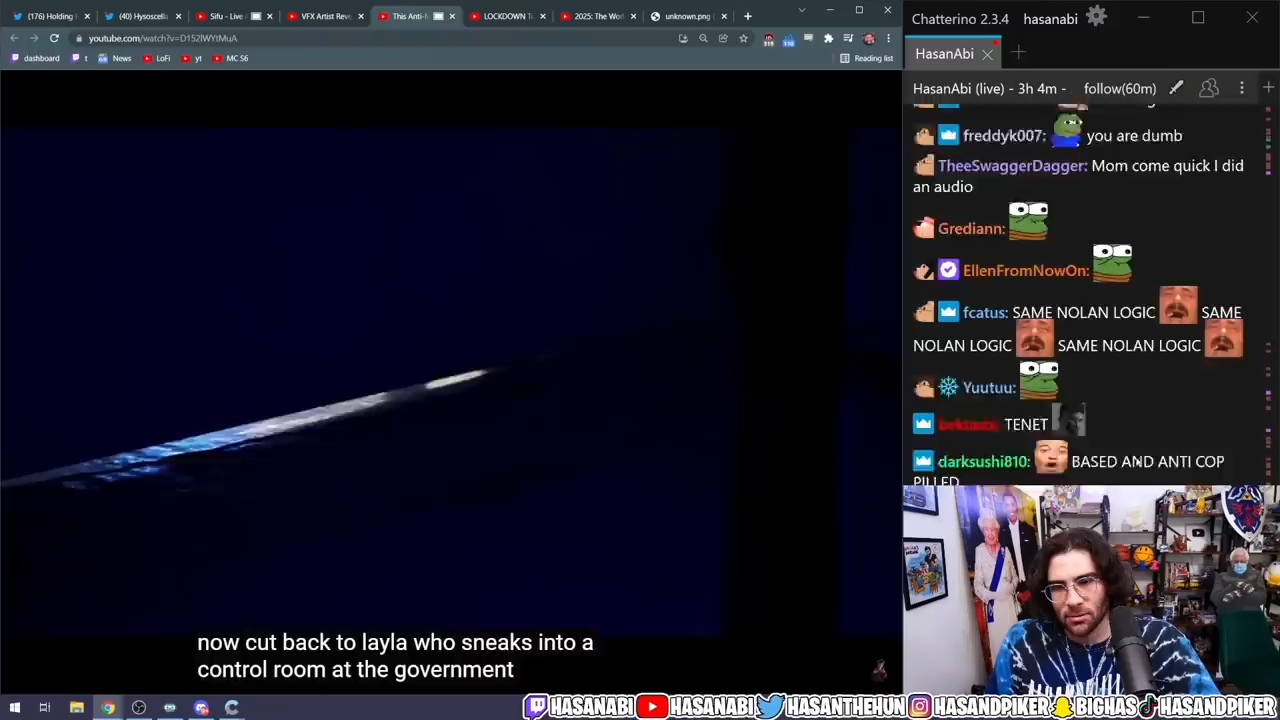 (176) Holding
(40) Hysoscell
Sifu - Live
VFX Artist Rev
This Anti-
LOCKDOWN T
2025: The Wo
unknown.png
youtube.com/watch?v=D152lWYtMuA
dashboard
t
News
LoFi
yt
MC S6
Reading list
now cut back to layla who sneaks into a
control room at the government
Chatterino 2.3.4
hasanabi
HasanAbi
HasanAbi (live) - 3h 4m -
follow(60m)
freddyk007: you are dumb
TheeSwaggerDagger: Mom come quick I did
an audio
Grediann:
EllenFromNowOn:
fcatus: SAME NOLAN LOGIC SAME
NOLAN LOGIC SAME NOLAN LOGIC
Yuutuu:
TENET
darksushi810: BASED AND ANTI COP
PILLED
HASANABI HASANABI HASANTHEHUN HASANDPIKER BIGHAS HASANDPIKER